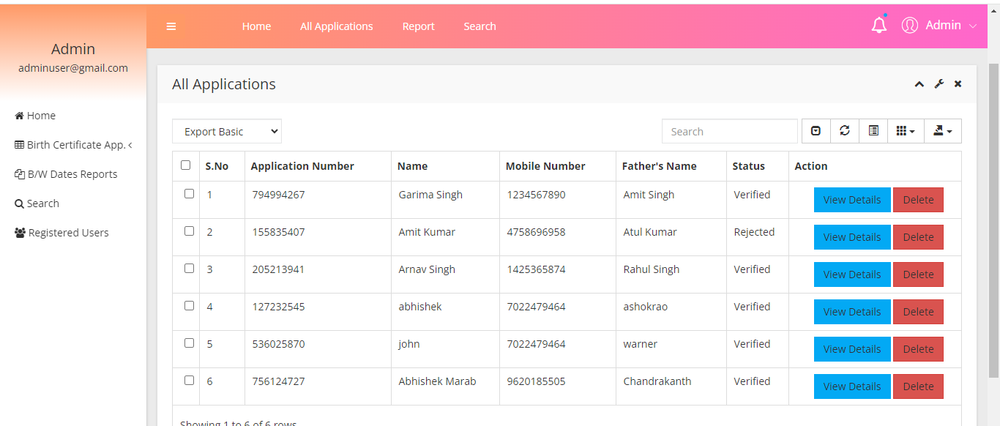 Admin
adminuser@gmail.com
Home
Birth Certificate App.
B/W Dates Reports
Search
Registered Users
Home All Applications Report Search Admin
All Applications
Export Basic Search
S.No Application Number Name Mobile Number Father's Name Status Action
1 794994267 Garima Singh 1234567890 Amit Singh Verified View Details Delete
2 155835407 Amit Kumar 4758696958 Atul Kumar Rejected View Details Delete
3 205213941 Arnav Singh 1425365874 Rahul Singh Verified View Details Delete
4 127232545 abhishek 7022479464 ashokrao Verified View Details Delete
5 536025870 john 7022479464 warner Verified View Details Delete
6 756124727 Abhishek Marab 9620185505 Chandrakanth Verified View Details Delete
Showing 1 to 6 of 6 rows